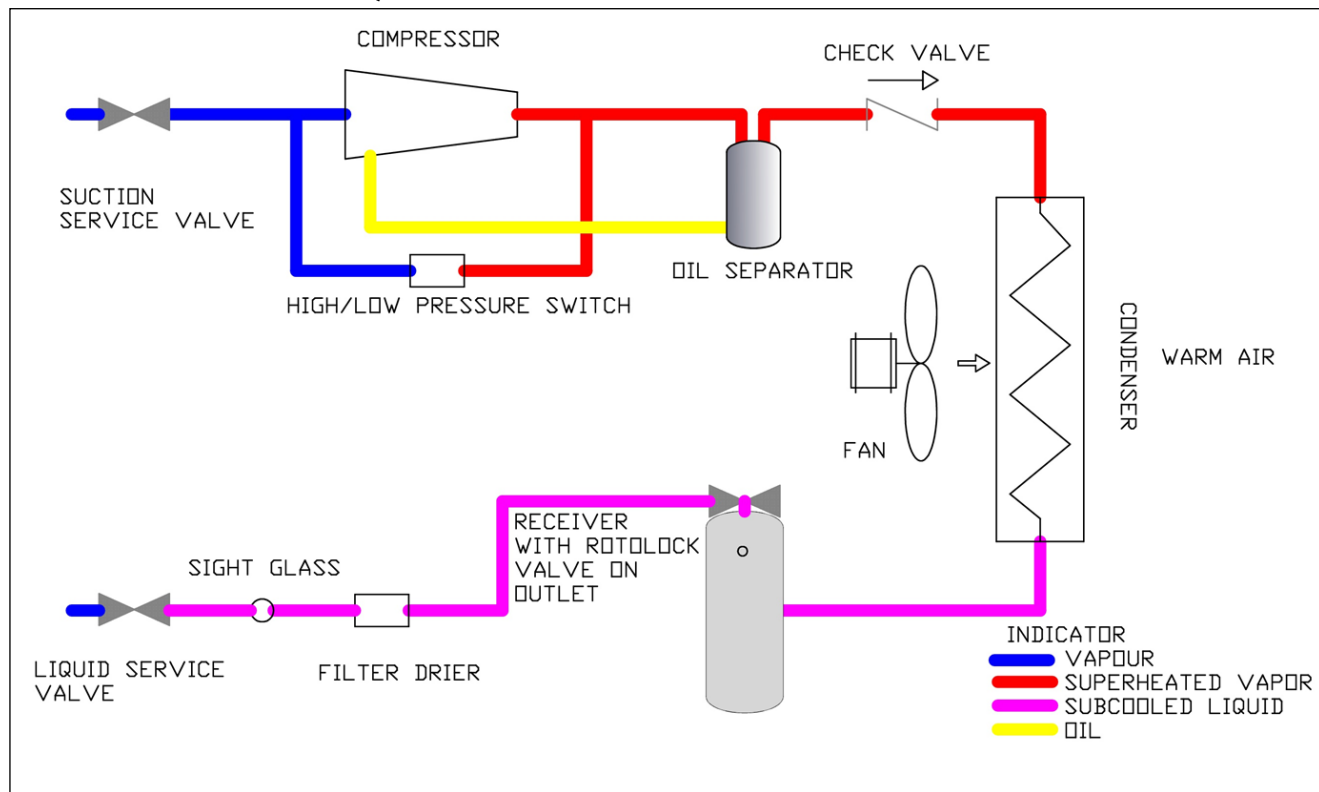 COMPRESSOR
CHECK VALVE
SUCTION
SERVICE VALVE
OIL SEPARATOR
HIGH/LOW PRESSURE SWITCH
CONDENSER
WARM AIR
FAN
RECEIVER
WITH ROTOLOCK
VALVE ON
OUTLET
SIGHT GLASS
LIQUID SERVICE
VALVE
FILTER DRIER
INDICATOR
VAPOUR
SUPERHEATED VAPOR
SUBCOOLED LIQUID
OIL